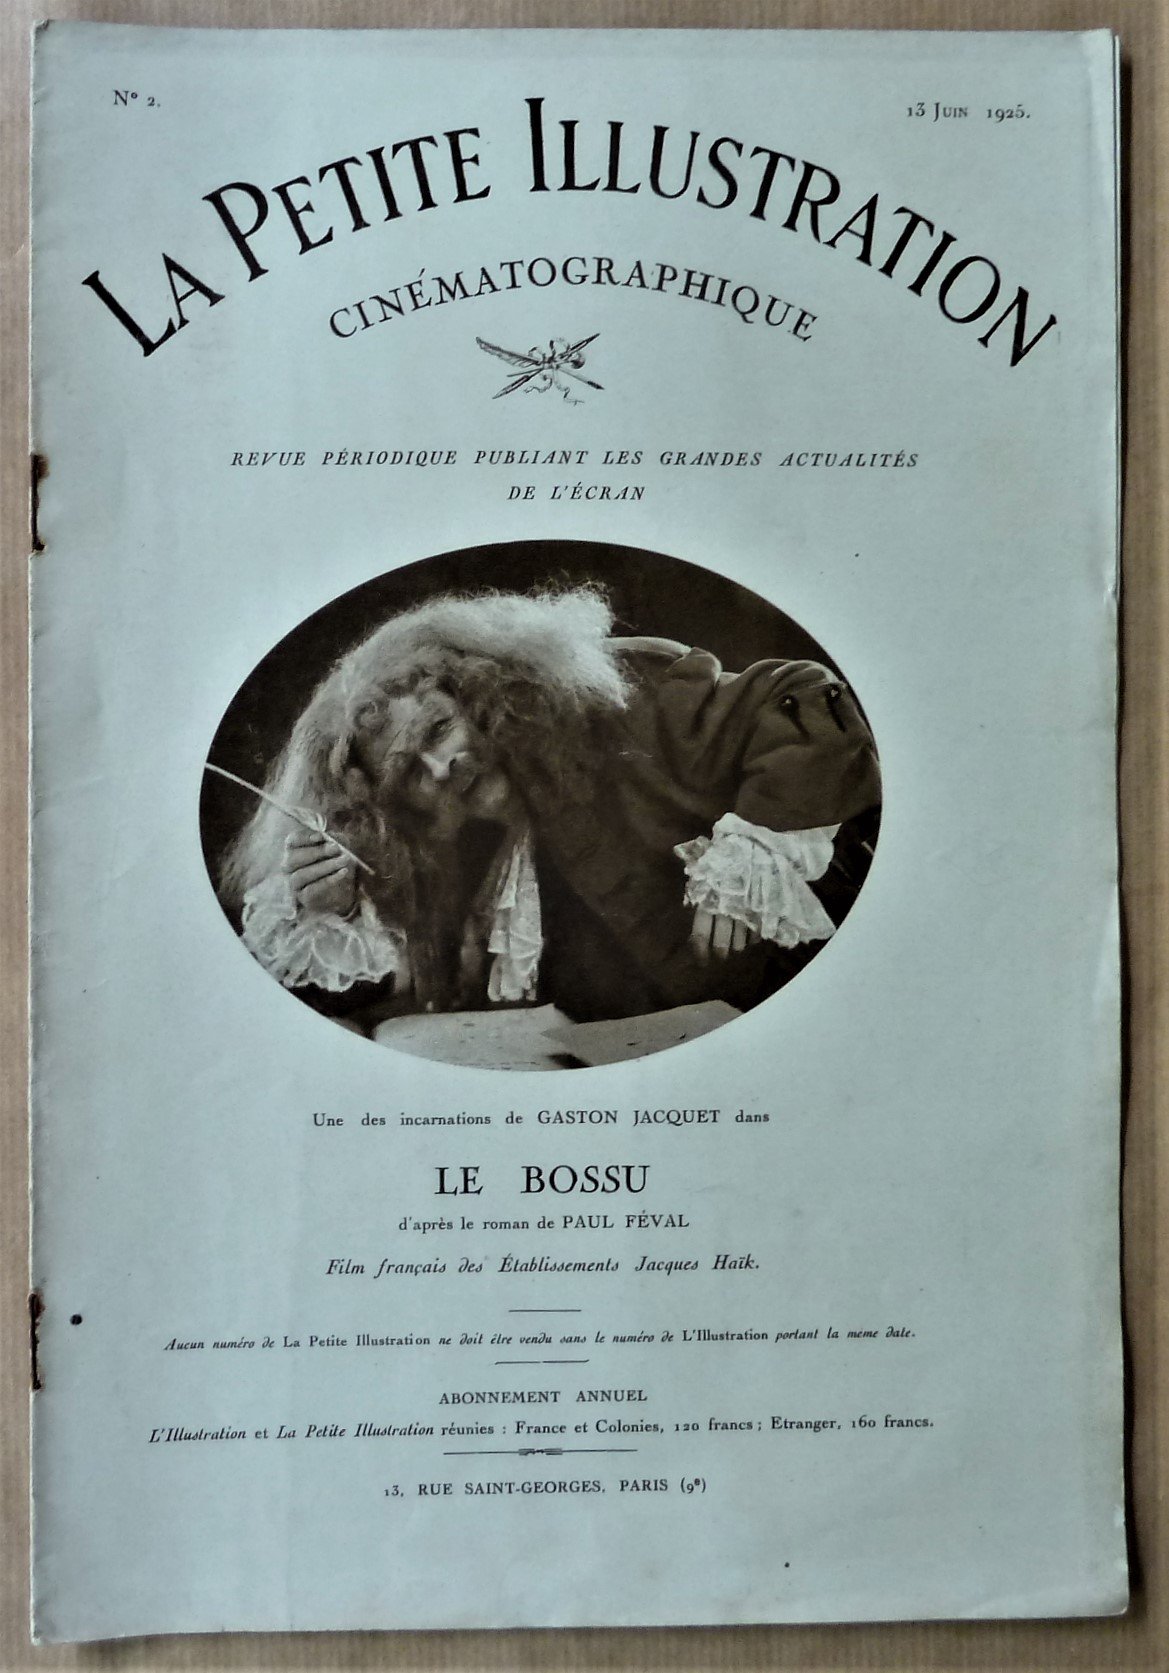 N° 2.
13 Juin 1925.
LA PETITE ILLUSTRATION
CINÉMATOGRAPHIQUE
REVUE PÉRIODIQUE PUBLIANT LES GRANDES ACTUALITÉS
DE L'ÉCRAN
Une des incarnations de GASTON JACQUET dans
LE BOSSU
d'après le roman de PAUL FÉVAL
Film français des Établissements Jacques Haïk.
Aucun numéro de La Petite Illustration ne doit être vendu sans le numéro de L'Illustration portant la meme date.
ABONNEMENT ANNUEL
L'Illustration et La Petite Illustration réunies : France et Colonies, 120 francs ; Etranger, 160 francs.
13, RUE SAINT-GEORGES, PARIS (9e)